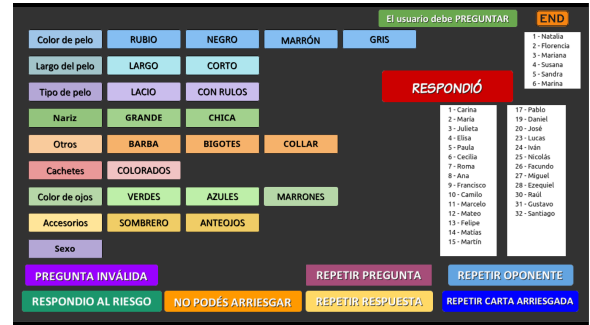 El usuario debe PREGUNTAR
END
Color de pelo RUBIO NEGRO MARRÓN GRIS
Largo del pelo LARGO CORTO
Tipo de pelo LACIO CON RULOS
Nariz GRANDE CHICA
Otros BARBA BIGOTES COLLAR
Cachetes COLORADOS
Color de ojos VERDES AZULES MARRONES
Accesorios SOMBRERO ANTEOJOS
Sexo
1 - Natalia
2 - Florencia
3 - Mariana
4 - Susana
5 - Sandra
6 - Marina
RESPONDIÓ
1 - Carina
2 - María
3 - Julieta
4 - Elisa
5 - Paula
6 - Cecilia
7 - Roma
8 - Ana
9 - Francisco
10 - Camilo
11 - Marcelo
12 - Mateo
13 - Felipe
14 - Matías
15 - Martín
17 - Pablo
19 - Daniel
20 - José
23 - Lucas
24 - Iván
25 - Nicolás
26 - Facundo
27 - Miguel
28 - Ezequiel
30 - Raúl
31 - Gustavo
32 - Santiago
PREGUNTA INVÁLIDA
REPETIR PREGUNTA
REPETIR OPONENTE
RESPONDIO AL RIESGO
NO PODÉS ARRIESGAR
REPETIR RESPUESTA
REPETIR CARTA ARRIESGADA